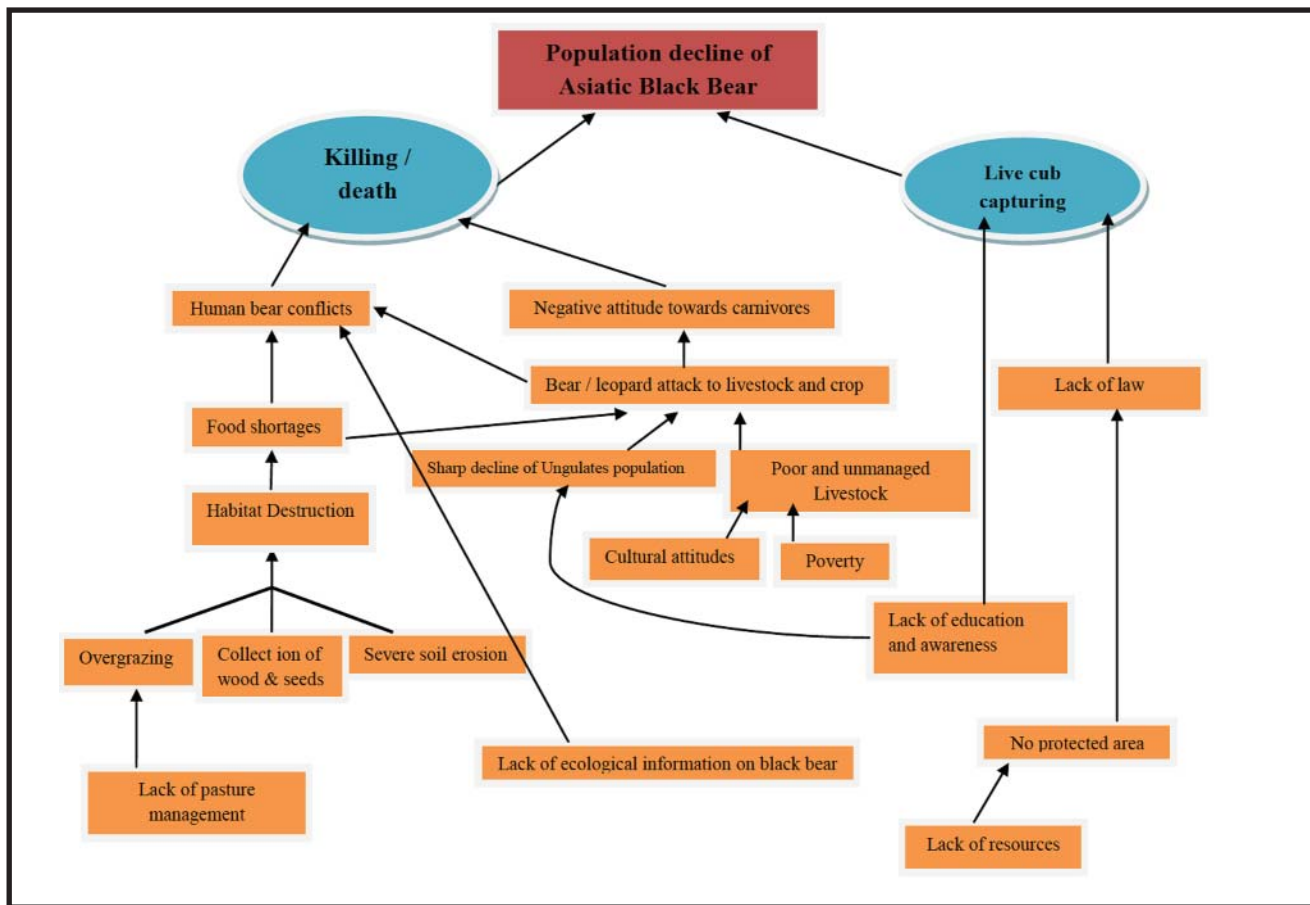 Population decline of
Asiatic Black Bear
Killing /
death
Live cub
capturing
Human bear conflicts
Negative attitude towards carnivores
Bear / leopard attack to livestock and crop
Lack of law
Food shortages
Sharp decline of Ungulates population
Poor and unmanaged
Livestock
Habitat Destruction
Cultural attitudes
Poverty
Lack of education
and awareness
Overgrazing
Collect ion of
wood & seeds
Severe soil erosion
No protected area
Lack of ecological information on black bear
Lack of pasture
management
Lack of resources